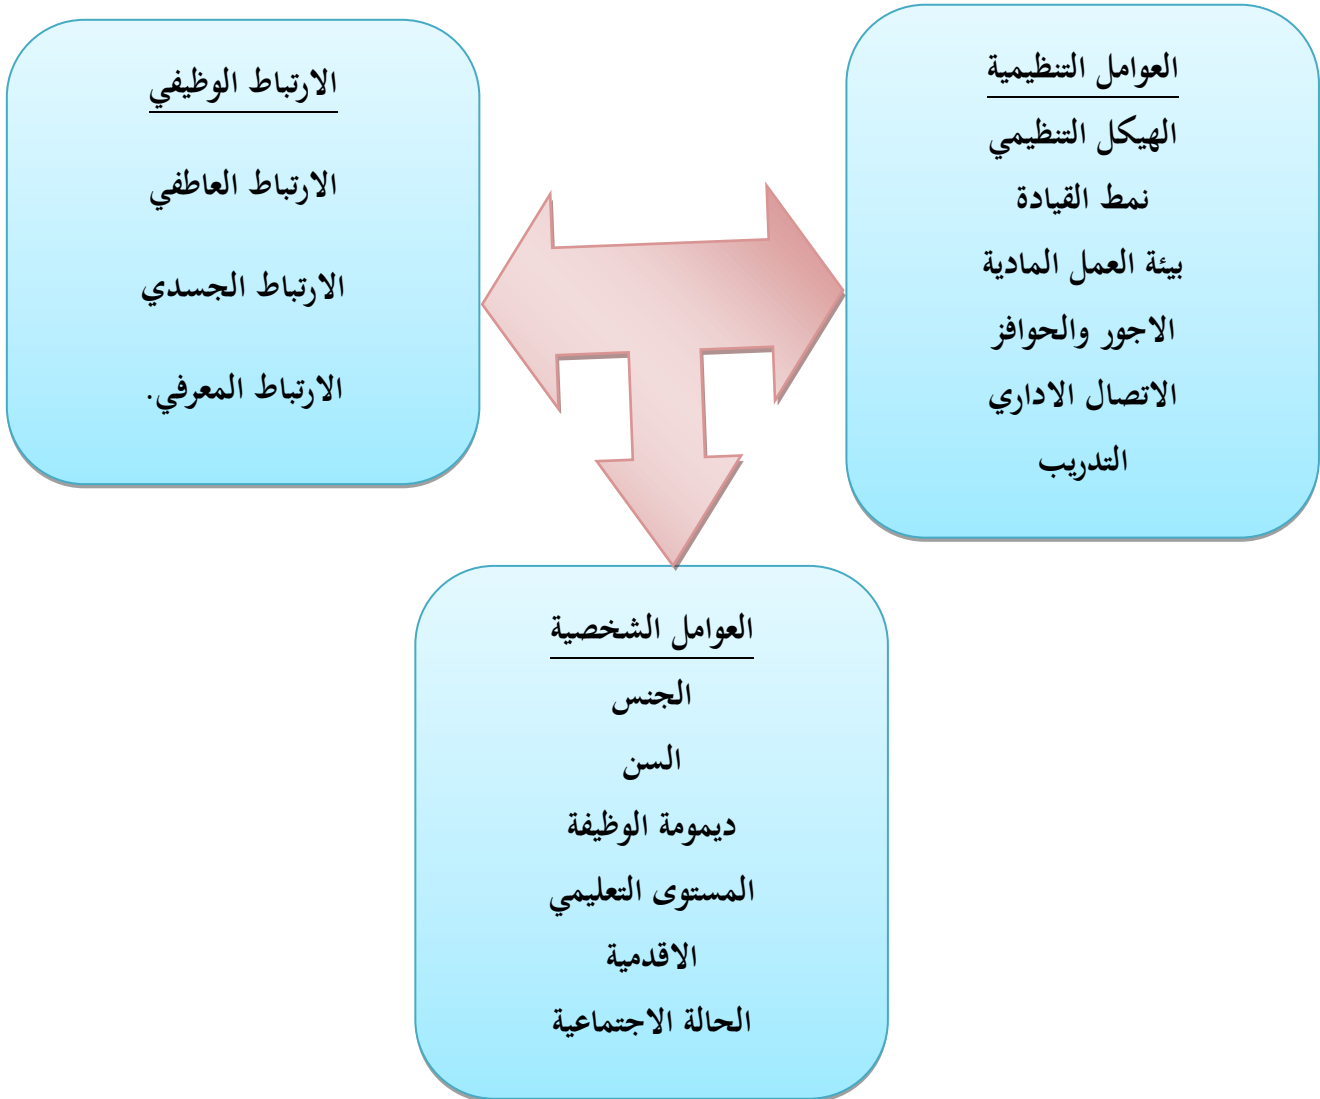 العوامل التنظيمية
الهيكل التنظيمي
نمط القيادة
بيئة العمل المادية
الاجور والحوافز
الاتصال الاداري
التدريب
الارتباط الوظيفي
الارتباط العاطفي
الارتباط الجسدي
الارتباط المعرفي.
العوامل الشخصية
الجنس
السن
ديمومة الوظيفة
المستوى التعليمي
الاقدمية
الحالة الاجتماعية